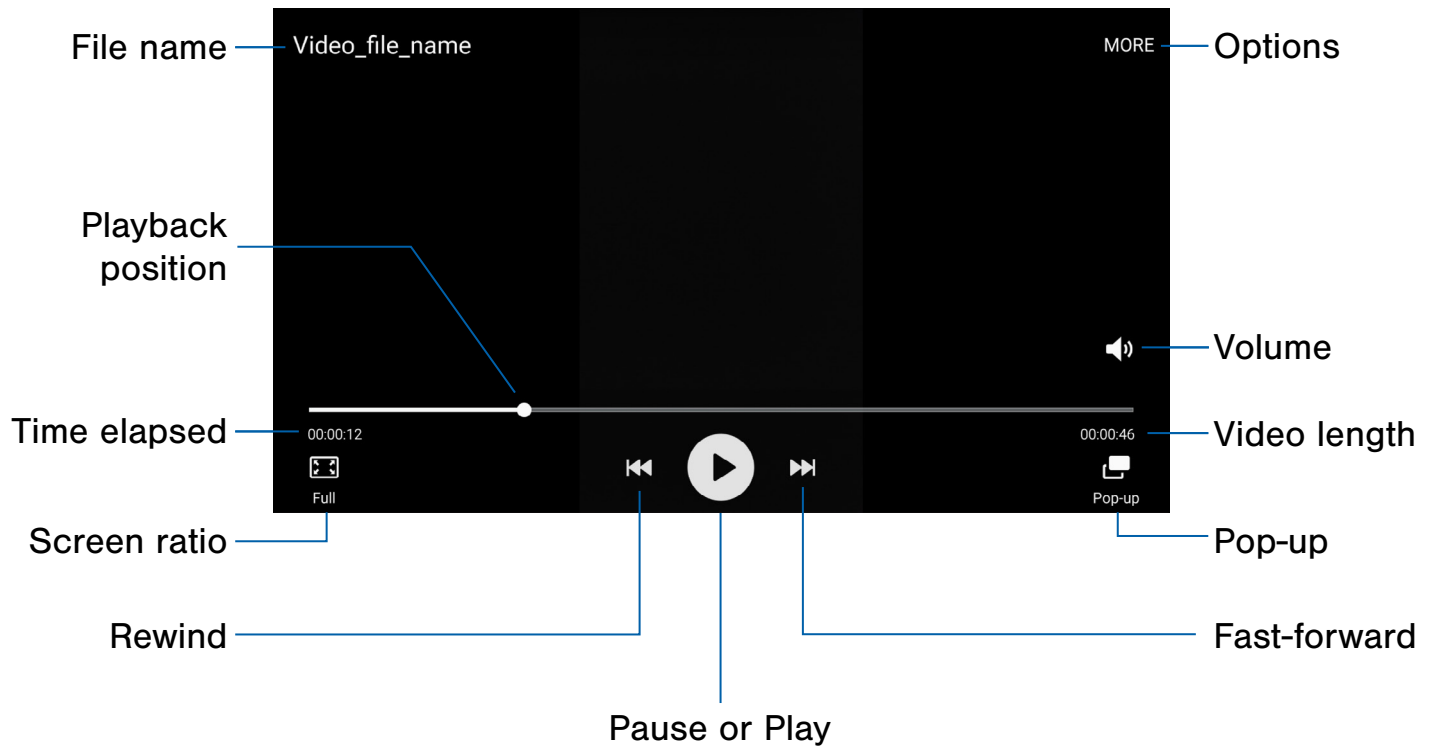 File name
Video_file_name
MORE
Options
Playback
position
Volume
Time elapsed
00:00:12
00:00:46
Video length
Full
Pop-up
Screen ratio
Pop-up
Rewind
Fast-forward
Pause or Play